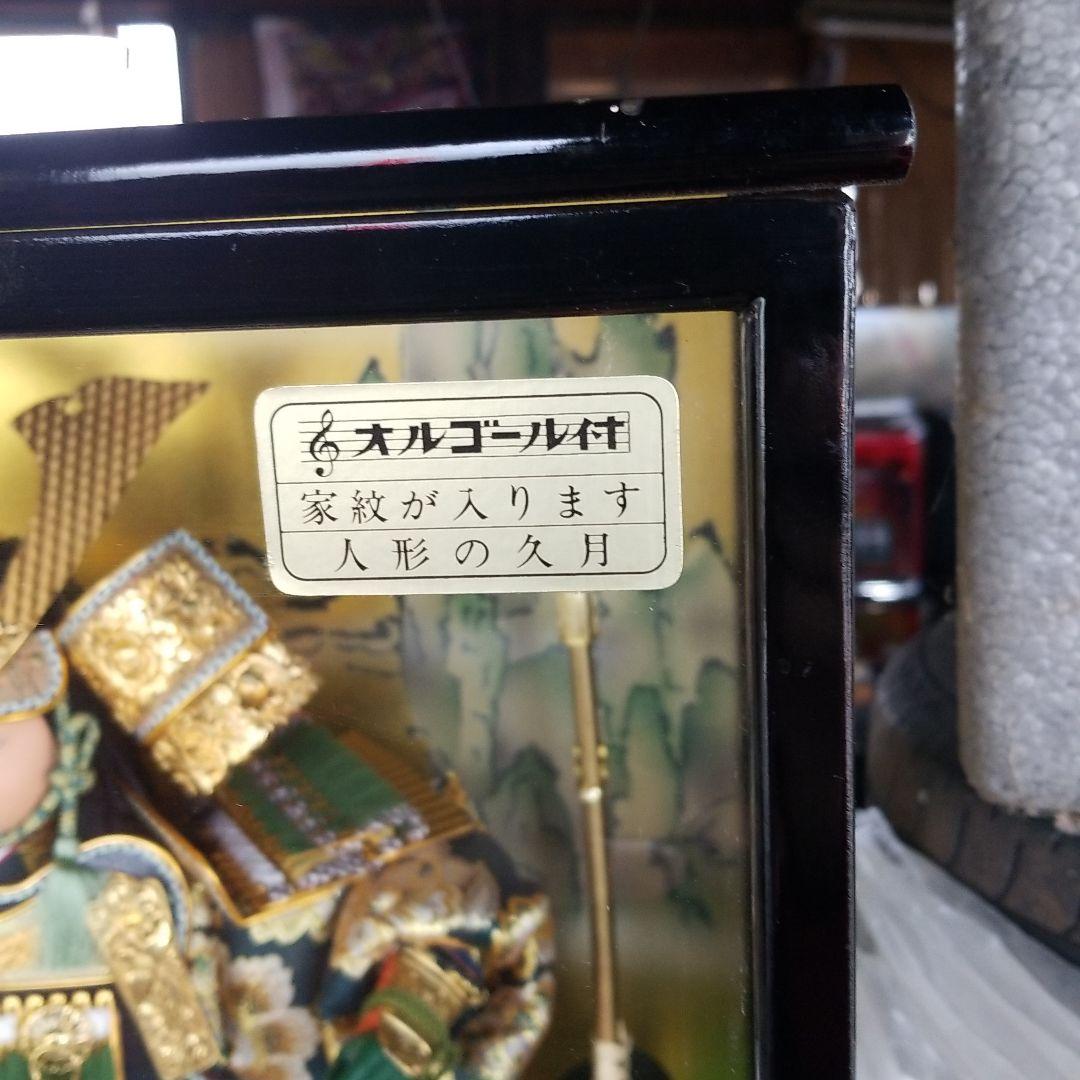 オルゴール付
家紋が入ります
人形の久月